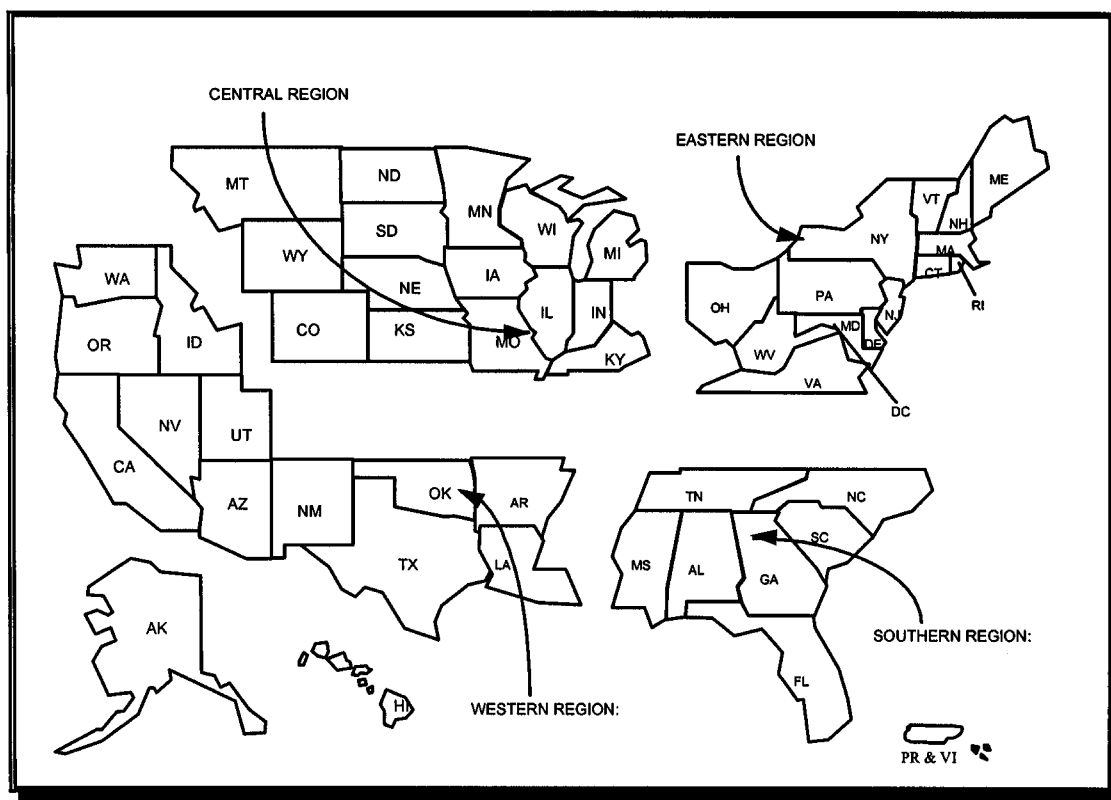 CENTRAL REGION
EASTERN REGION
MT
ND
MN
WI
MI
SD
WY
IA
NE
IL
IN
CO
KS
MO
KY
ME
VT
NH
NY
MA
CT
RI
PA
NJ
OH
MD
DE
WV
VA
DC
WA
OR
ID
NV
UT
CA
AZ
NM
OK
AR
TX
LA
TN
NC
SC
MS
AL
GA
FL
SOUTHERN REGION:
AK
HI
WESTERN REGION:
PR & VI